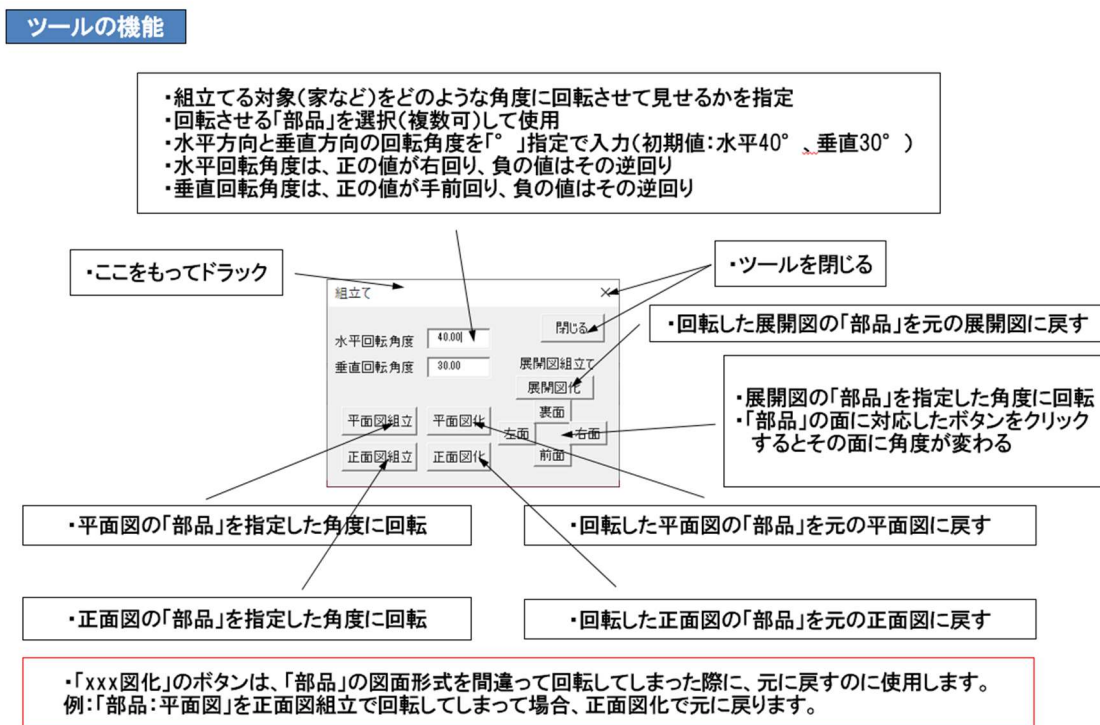 ツールの機能
・組立てる対象(家など)をどのような角度に回転させて見せるかを指定
・回転させる「部品」を選択(複数可)して使用
・水平方向と垂直方向の回転角度を「°」指定で入力(初期値:水平40°、垂直30°)
・水平回転角度は、正の値が右回り、負の値はその逆回り
・垂直回転角度は、正の値が手前回り、負の値はその逆回り
・ここをもってドラック
・ツールを閉じる
組立て
×
・回転した展開図の「部品」を元の展開図に戻す
水平回転角度 40.00
閉じる
垂直回転角度 30.00
展開図組立て
展開図化
・展開図の「部品」を指定した角度に回転
・「部品」の面に対応したボタンをクリック
するとその面に角度が変わる
裏面
平面図組立 平面図化
左面 右面
正面図組立 正面図化
前面
・平面図の「部品」を指定した角度に回転
・回転した平面図の「部品」を元の平面図に戻す
・正面図の「部品」を指定した角度に回転
・回転した正面図の「部品」を元の正面図に戻す
・「xxx図化」のボタンは、「部品」の図面形式を間違って回転してしまった際に、元に戻すのに使用します。
例:「部品:平面図」を正面図組立で回転してしまって場合、正面図化で元に戻ります。